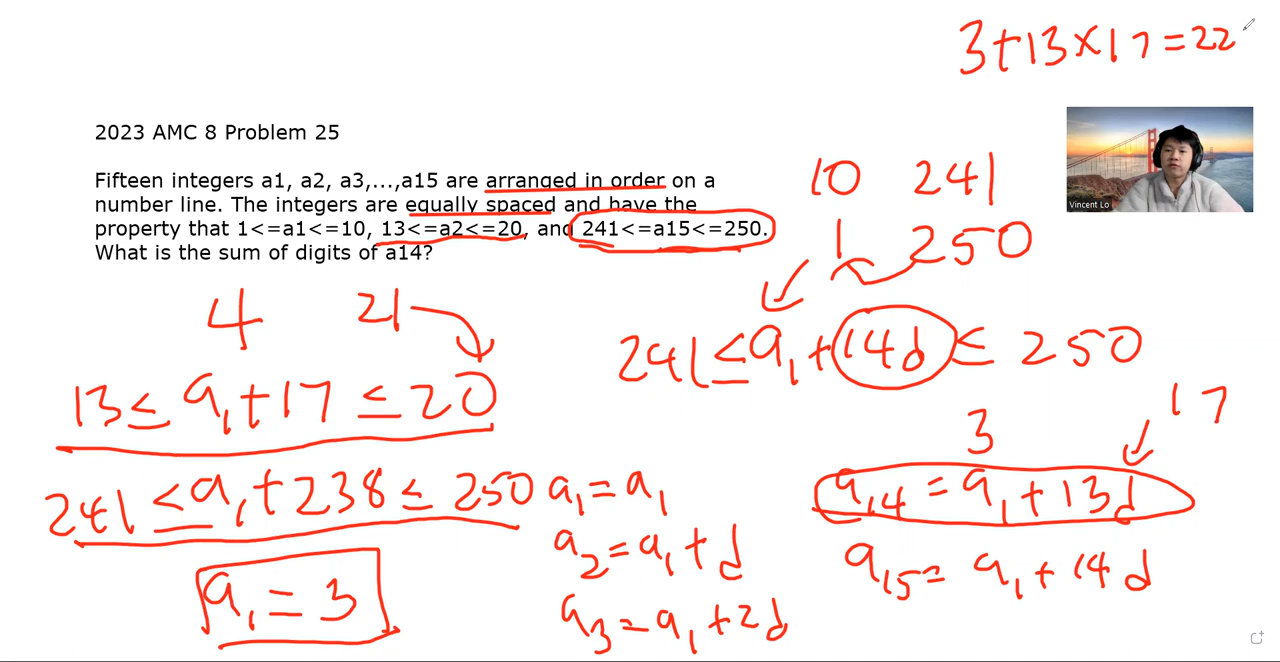 3+13×17=22
2023 AMC 8 Problem 25
Fifteen integers a1, a2, a3,...,a15 are arranged in order on a
number line. The integers are equally spaced and have the
property that 1<=a1<=10, 13<=a2<=20, and 241<=a15<=250.
What is the sum of digits of a14?
Vincent Lo
10 241
1 250
4 21
241≤a₁+14d≤250
13≤a₁+17≤20
17
3
241≤a₁+238≤250
a₁=a₁
a₁₄=a₁+13d
a₂=a₁+d
a₁₅=a₁+14d
a₁=3
a₃=a₁+2d